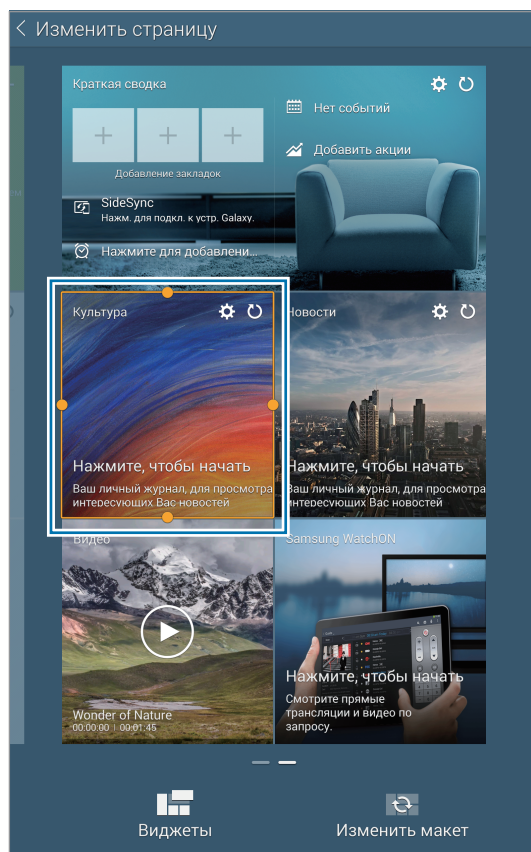 Изменить страницу
Краткая сводка
Добавление закладок
SideSync
Нажм. для подкл. к устр. Galaxy.
Нажмите для добавлени...
Нет событий
Добавить акции
Культура
Нажмите, чтобы начать
Ваш личный журнал, для просмотра
интересующих Вас новостей
Новости
Нажмите, чтобы начать
Ваш личный журнал, для просмотра
интересующих Вас новостей
Видео
Wonder of Nature
00:00:00 | 00:01:45
Samsung WatchON
Нажмите, чтобы начать
Смотрите прямые
трансляции и видео по
запросу.
Виджеты
Изменить макет